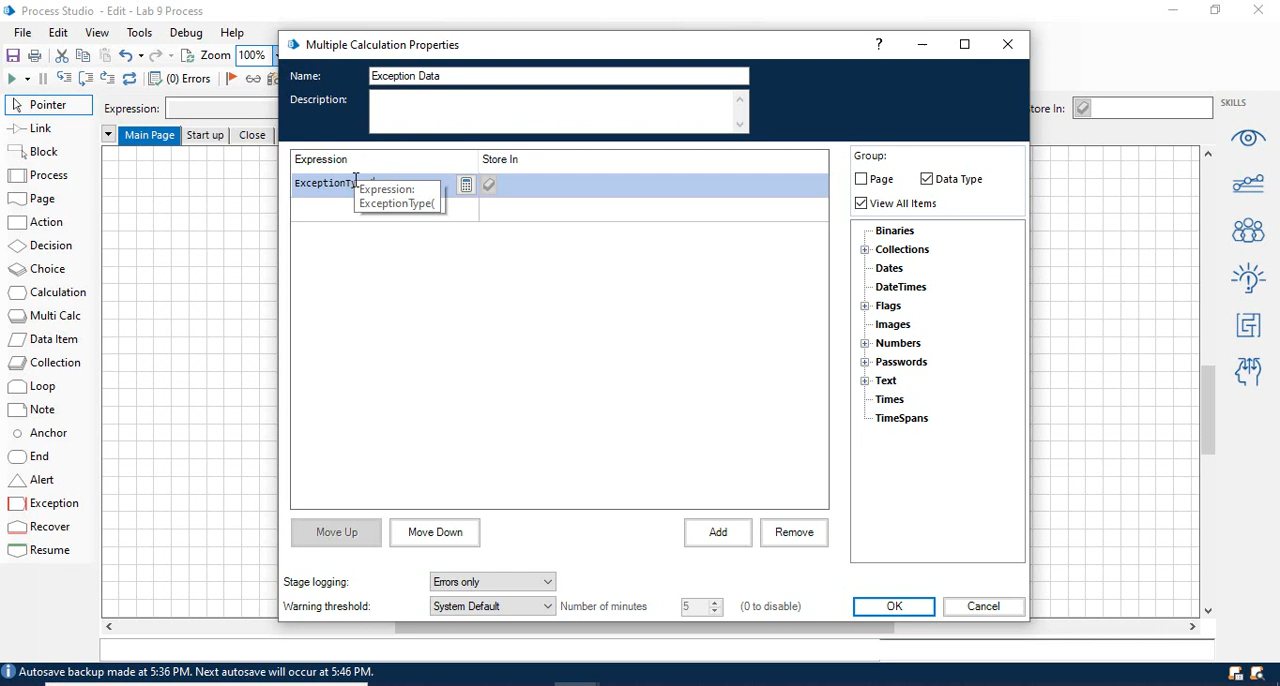 Process Studio - Edit - Lab 9 Process
File Edit View Tools Debug Help
Zoom 100%
(0) Errors
Multiple Calculation Properties
?
Name: Exception Data
Description:
Pointer
Expression:
Store In:
SKILLS
Link
Main Page Start up Close
Block
Process
Page
Action
Decision
Choice
Calculation
Multi Calc
Data Item
Collection
Loop
Note
Anchor
End
Alert
Exception
Recover
Resume
Expression Store In
Expression:
ExceptionType(
Group:
Page Data Type
View All Items
Binaries
Collections
Dates
DateTimes
Flags
Images
Numbers
Passwords
Text
Times
TimeSpans
Move Up Move Down Add Remove
Stage logging: Errors only
Warning threshold: System Default Number of minutes 5 (0 to disable)
OK Cancel
Autosave backup made at 5:36 PM. Next autosave will occur at 5:46 PM.